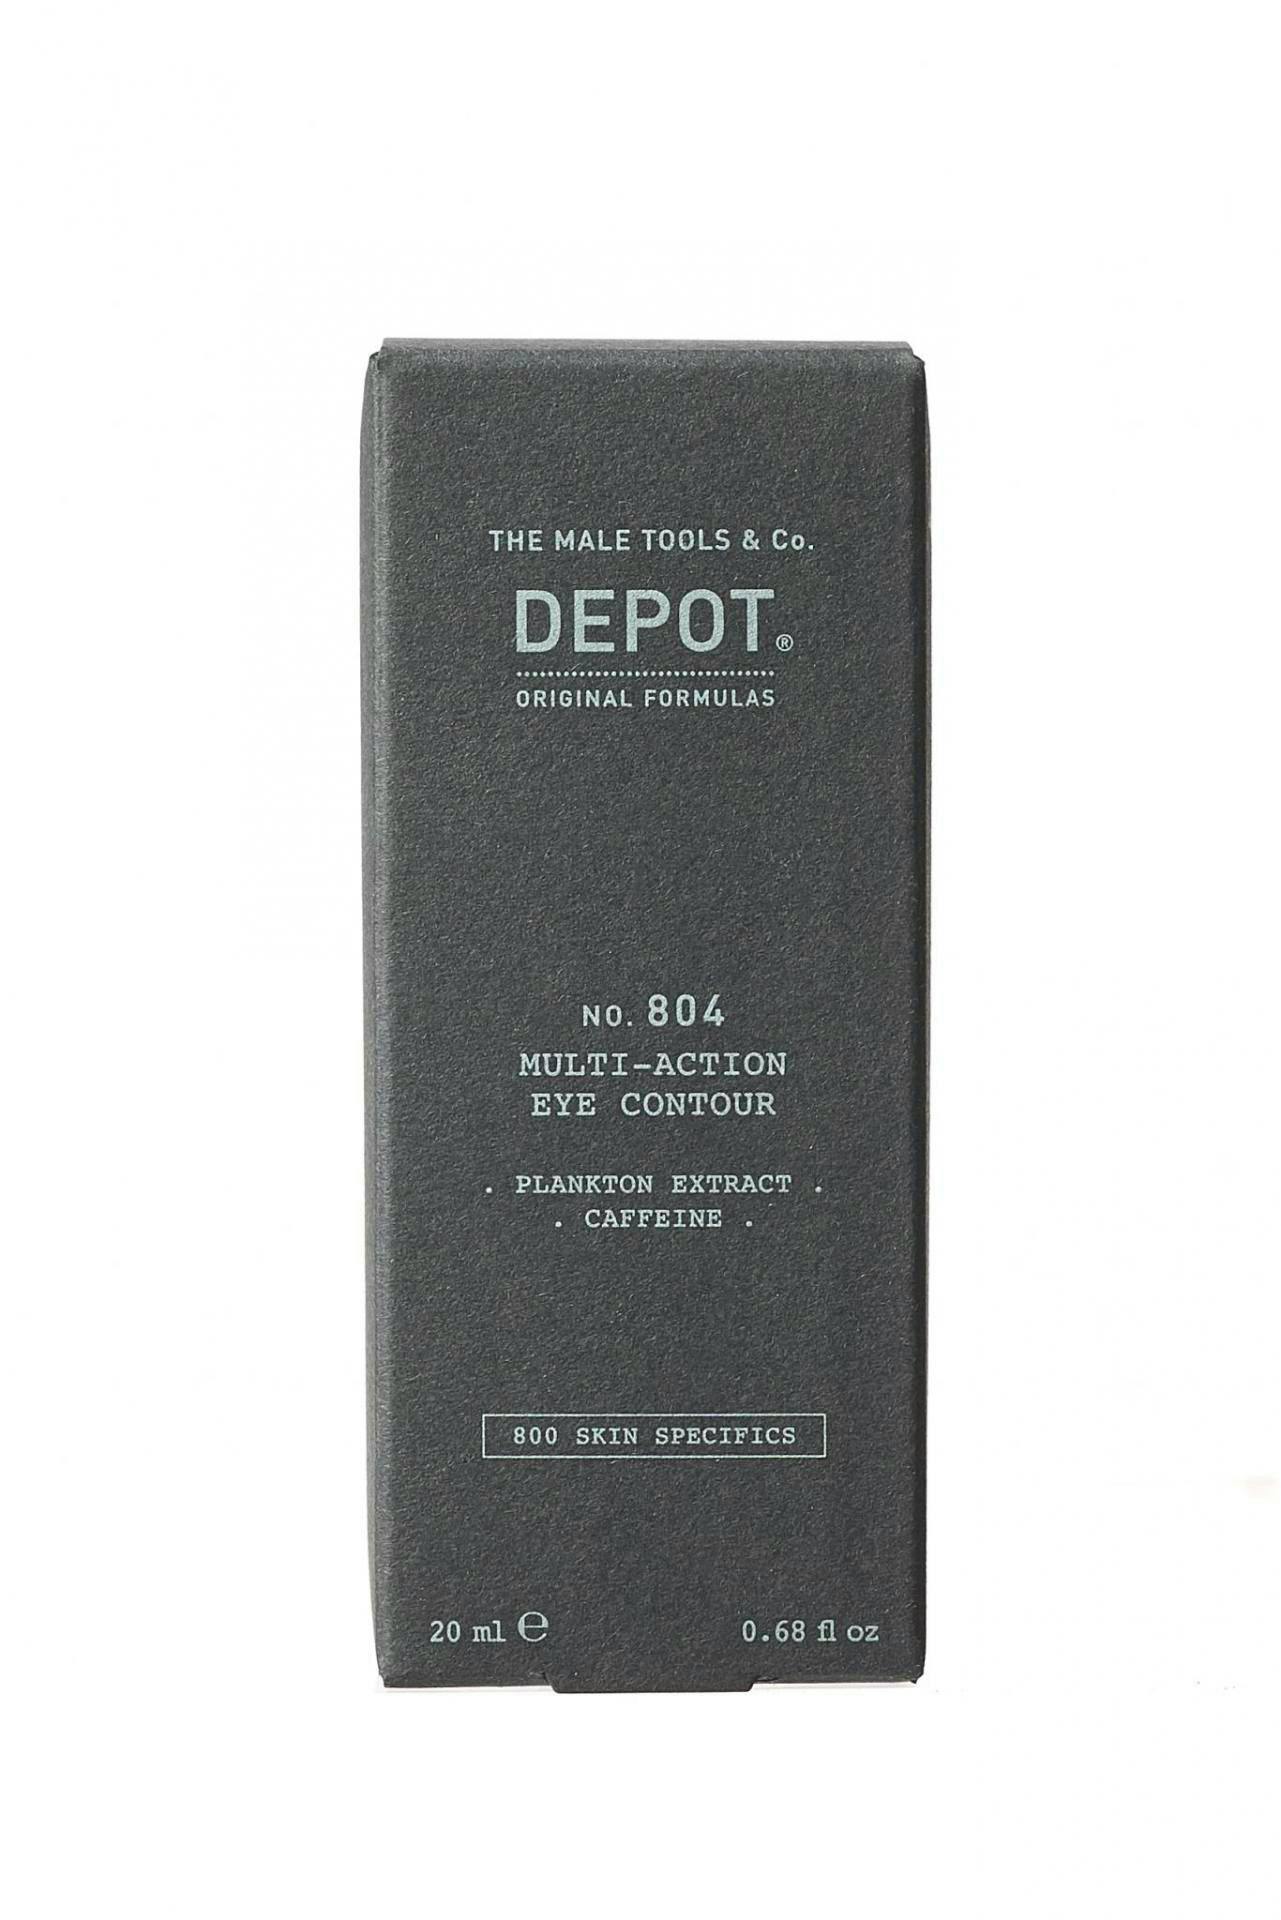 THE MALE TOOLS & Co.
DEPOT®
ORIGINAL FORMULAS
NO. 804
MULTI-ACTION
EYE CONTOUR
. PLANKTON EXTRACT .
. CAFFEINE .
800 SKIN SPECIFICS
20 ml ℮ 0.68 fl oz